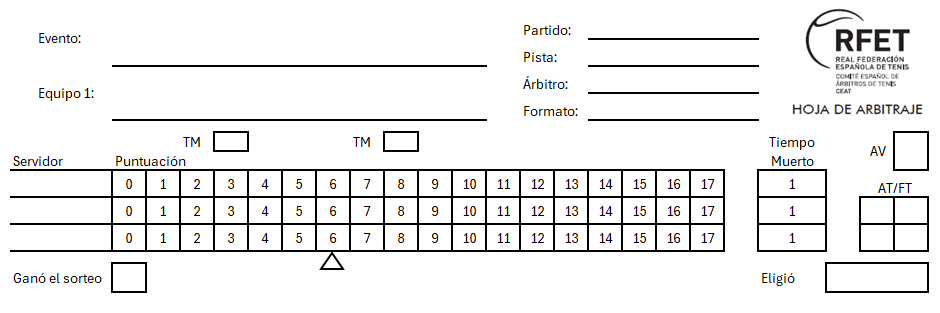 Evento:
Partido:
Pista:
Equipo 1:
Árbitro:
Formato:
RFET
REAL FEDERACIÓN
ESPAÑOLA DE TENIS
COMITÉ ESPAÑOL DE
ÁRBITROS DE TENIS
CEAT
HOJA DE ARBITRAJE
TM TM
Servidor Puntuación Tiempo
Muerto
AV
0 1 2 3 4 5 6 7 8 9 10 11 12 13 14 15 16 17 1
AT/FT
0 1 2 3 4 5 6 7 8 9 10 11 12 13 14 15 16 17 1
0 1 2 3 4 5 6 7 8 9 10 11 12 13 14 15 16 17 1
Ganó el sorteo Eligió